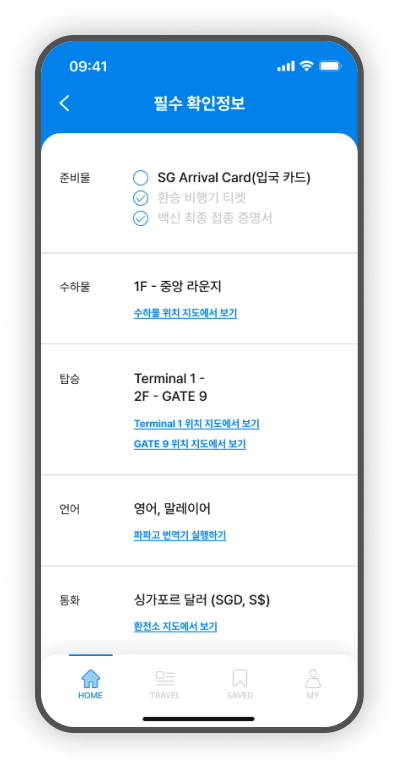 09:41
필수 확인정보
준비물
SG Arrival Card(입국 카드)
환승 비행기 티켓
백신 최종 접종 증명서
수하물
1F - 중앙 라운지
수하물 위치 지도에서 보기
탑승
Terminal 1 -
2F - GATE 9
Terminal 1 위치 지도에서 보기
GATE 9 위치 지도에서 보기
언어
영어, 말레이어
파파고 번역기 실행하기
통화
싱가포르 달러 (SGD, S$)
환전소 지도에서 보기
HOME
TRAVEL
SAVED
MY